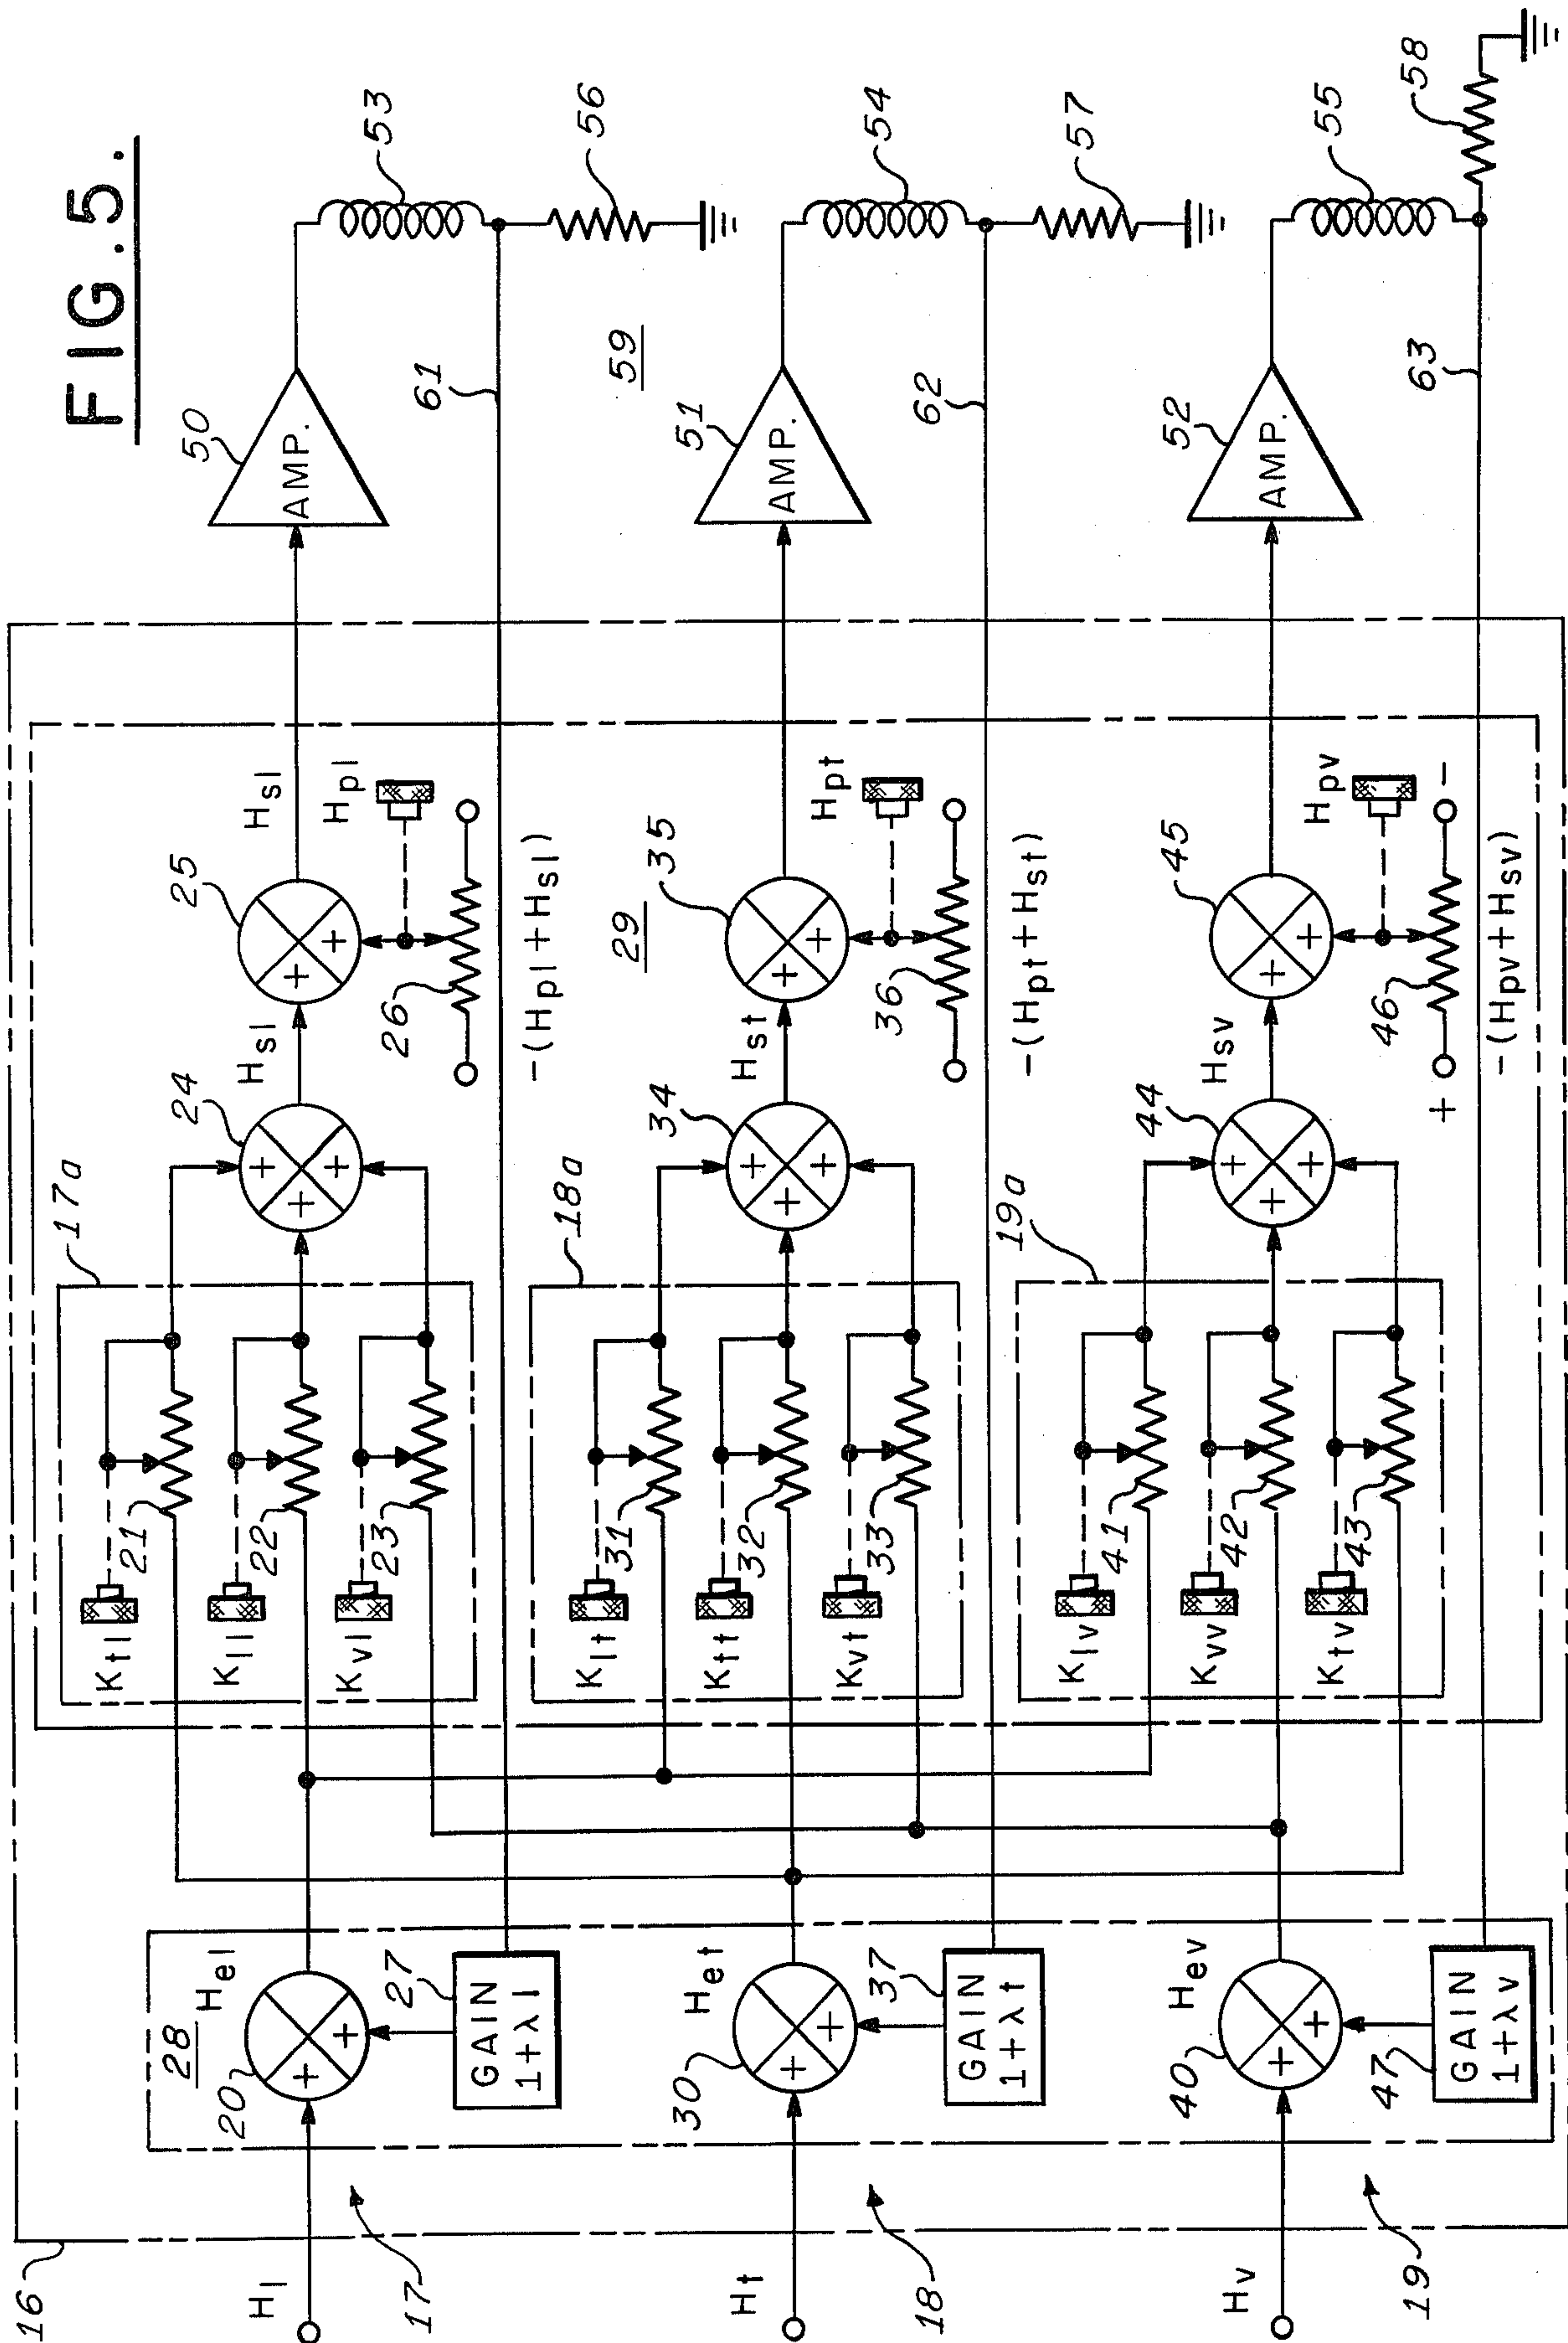 FIG. 5.
16
17
18
19
Hl
Ht
Hv
28
20
Hel
27
GAIN
1+λl
30
Het
37
GAIN
1+λt
40
Hev
47
GAIN
1+λv
17a
Ktl
21
Kll
22
Kvl
23
18a
Klt
31
Ktt
32
Kvt
33
19a
Klv
41
Kvv
42
Ktv
43
24
+
+
+
Hsl
25
+
+
Hsl
Hpl
26
-(Hpl+Hsl)
29
34
+
+
+
Hst
35
+
+
Hpt
36
-(Hpt+Hst)
44
+
+
+
Hsv
45
+
+
Hpv
46
+
-
-(Hpv+Hsv)
50
AMP.
53
61
56
59
51
AMP.
54
62
57
52
AMP.
55
63
58
+
+
+
+
+
+